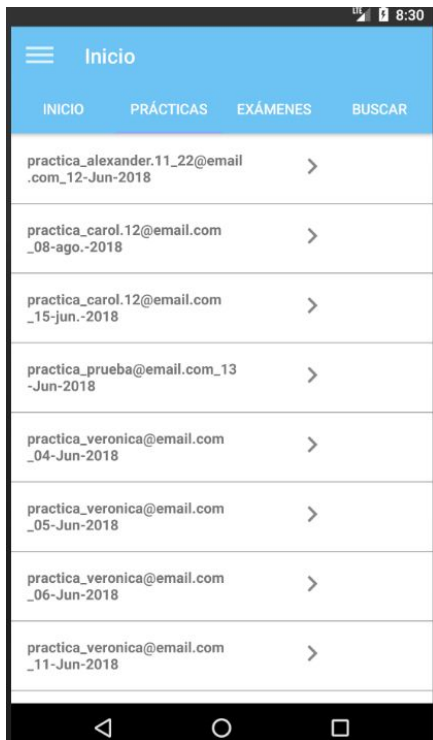 LTE 8:30
Inicio
INICIO PRÁCTICAS EXÁMENES BUSCAR
practica_alexander.11_22@email
.com_12-Jun-2018
practica_carol.12@email.com
_08-ago.-2018
practica_carol.12@email.com
_15-jun.-2018
practica_prueba@email.com_13
-Jun-2018
practica_veronica@email.com
_04-Jun-2018
practica_veronica@email.com
_05-Jun-2018
practica_veronica@email.com
_06-Jun-2018
practica_veronica@email.com
_11-Jun-2018